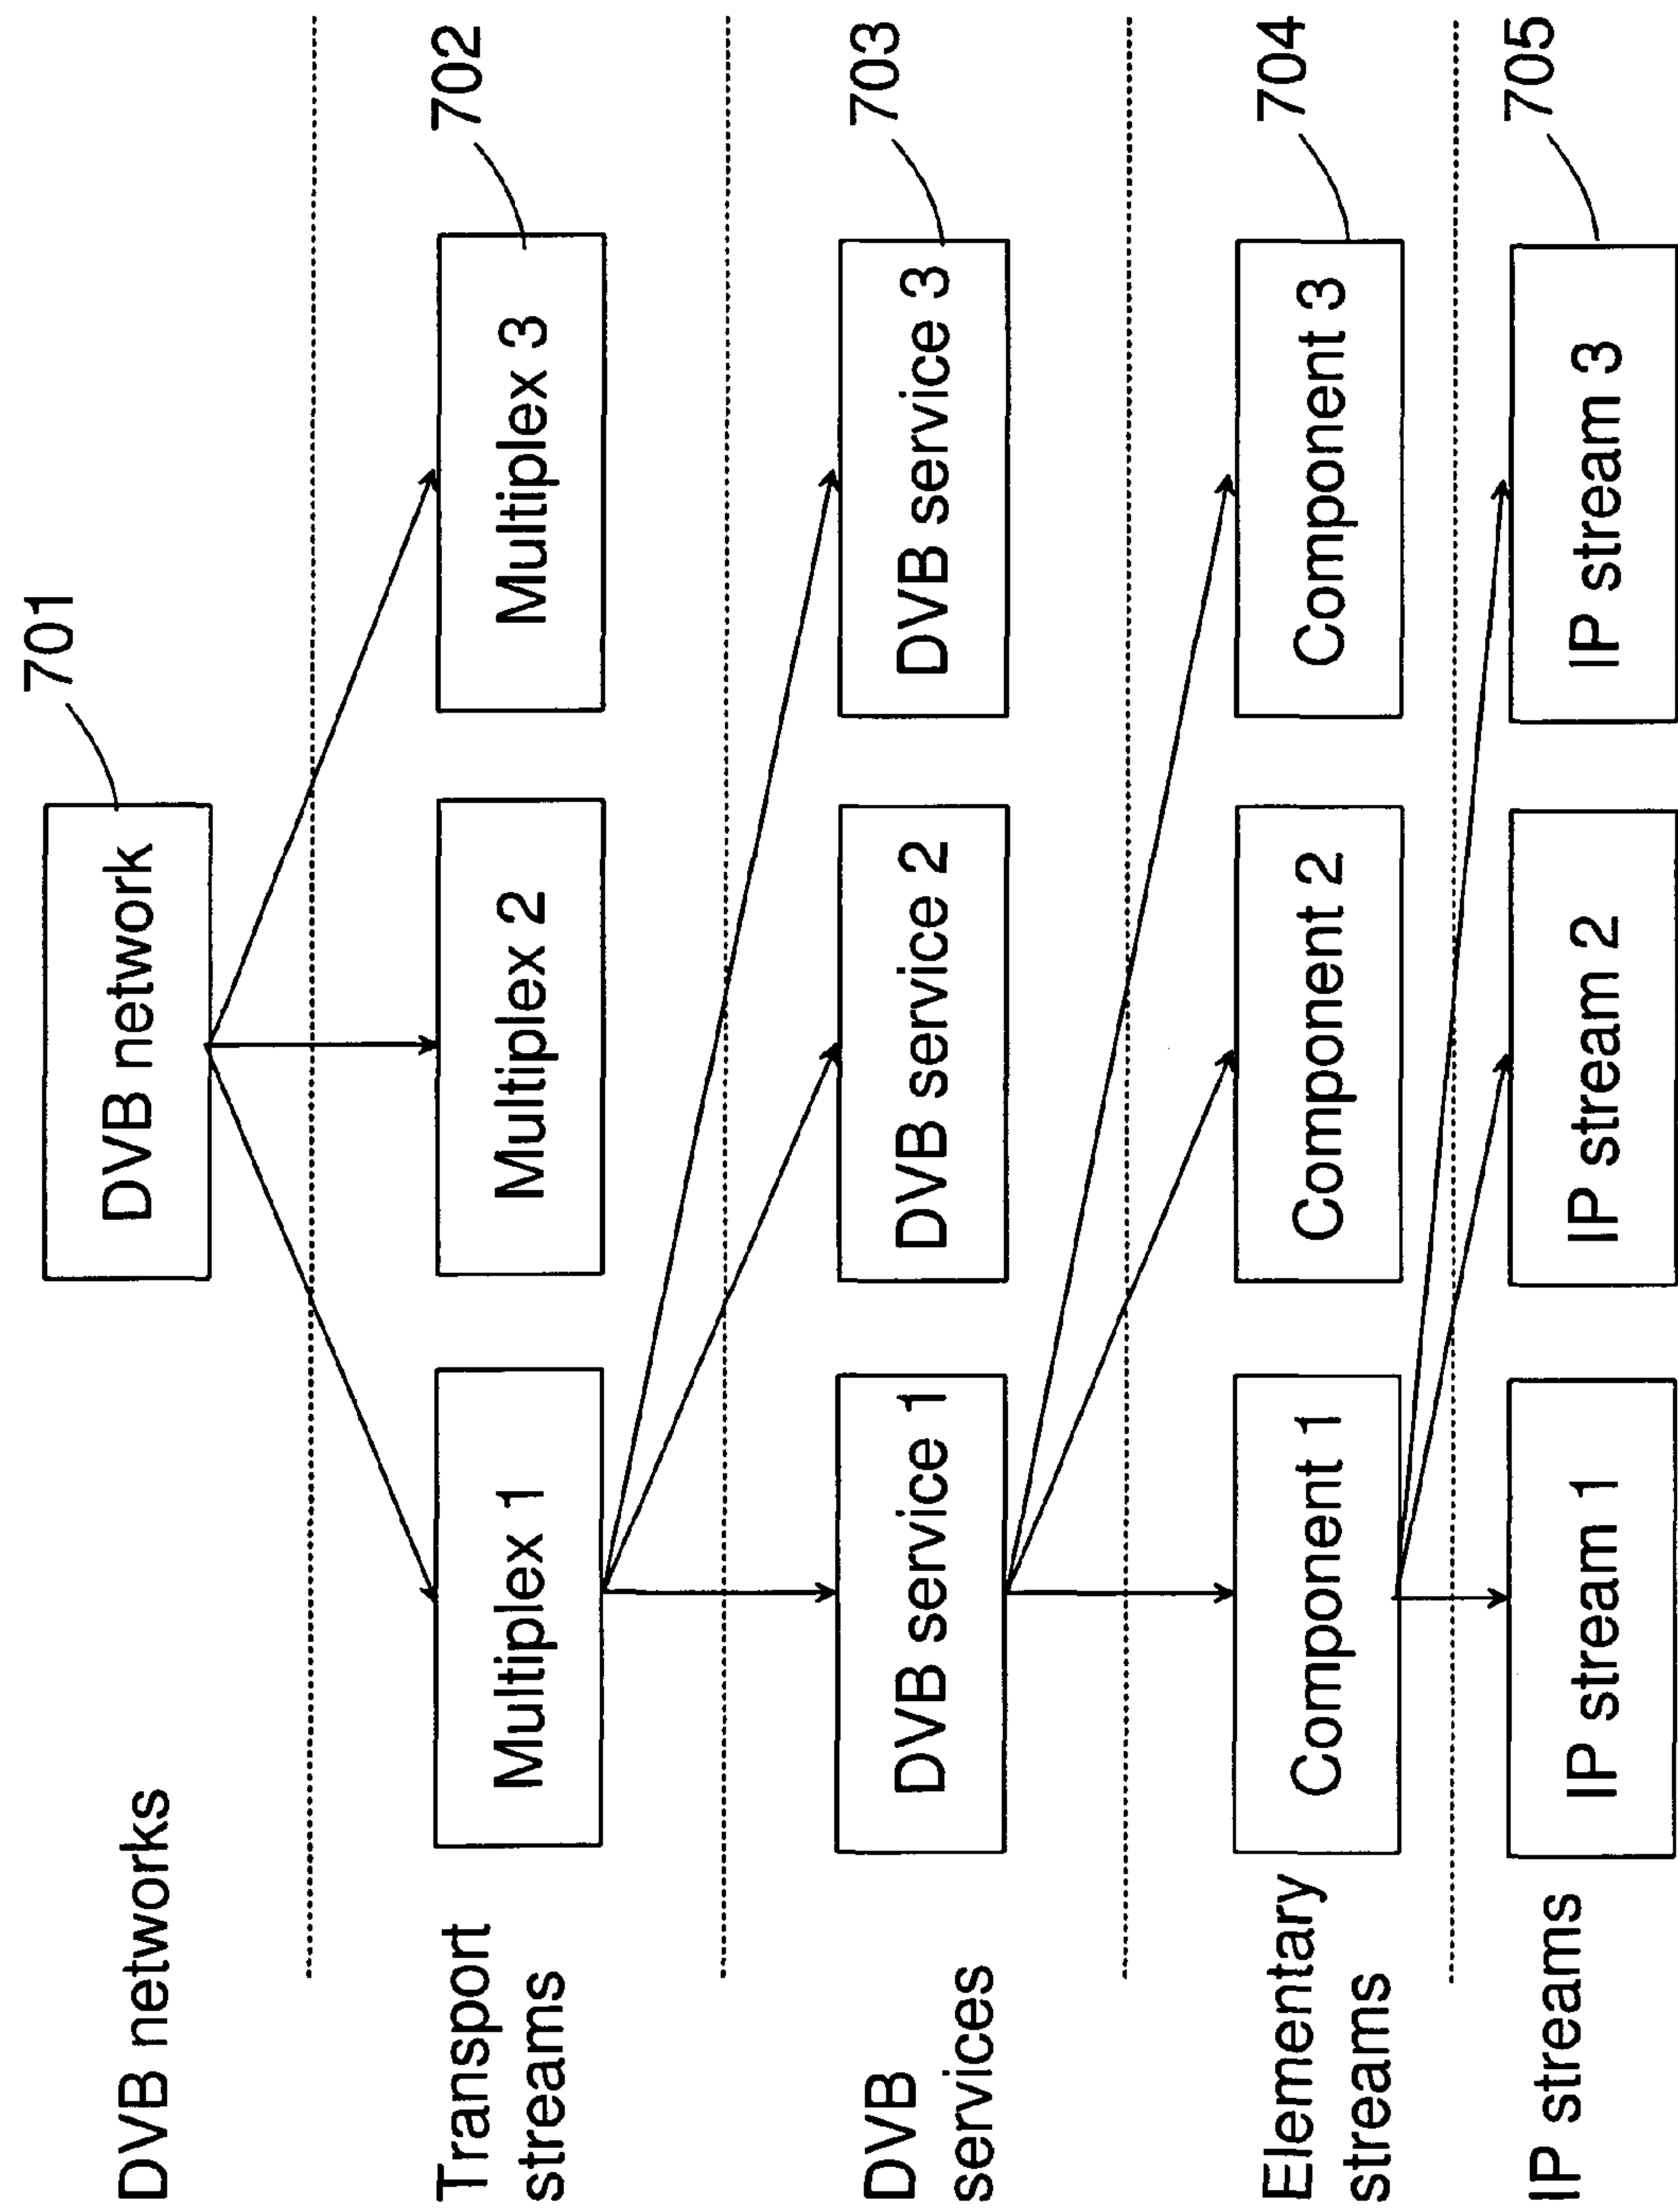 701
DVB networks
DVB network
702
Transport
streams
Multiplex 1
Multiplex 2
Multiplex 3
703
DVB
services
DVB service 1
DVB service 2
DVB service 3
704
Elementary
streams
Component 1
Component 2
Component 3
705
IP streams
IP stream 1
IP stream 2
IP stream 3